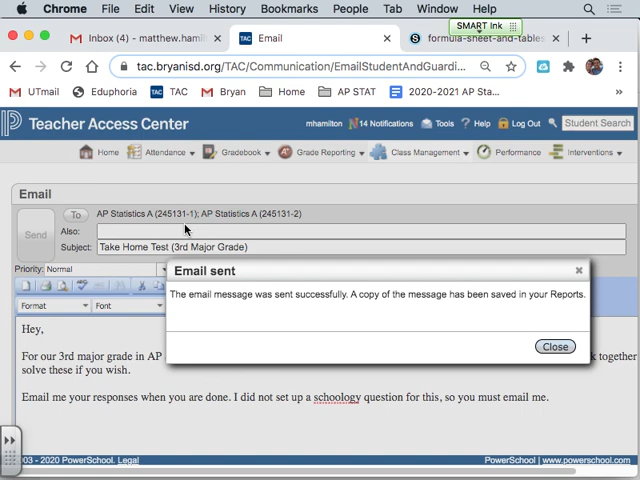 Chrome File Edit View History Bookmarks People Tab Window Help
SMART Ink
Inbox (4) - matthew.hamil
Email
formula-sheet-and-tables
tac.bryanisd.org/TAC/Communication/EmailStudentAndGuardi...
UTmail Eduphoria TAC Bryan Home AP STAT 2020-2021 AP Sta... »
Teacher Access Center mhamilton 14 Notifications Tools Help Log Out Student Search
Home Attendance Gradebook Grade Reporting Class Management Performance Interventions
Email
Send To AP Statistics A (245131-1); AP Statistics A (245131-2)
Also:
Subject: Take Home Test (3rd Major Grade)
Priority: Normal
Email sent
The email message was sent successfully. A copy of the message has been saved in your Reports.
Close
Format Font
Hey,
For our 3rd major grade in AP k together
solve these if you wish.
Email me your responses when you are done. I did not set up a schoology question for this, so you must email me.
03 - 2020 PowerSchool. Legal PowerSchool | www.powerschool.com